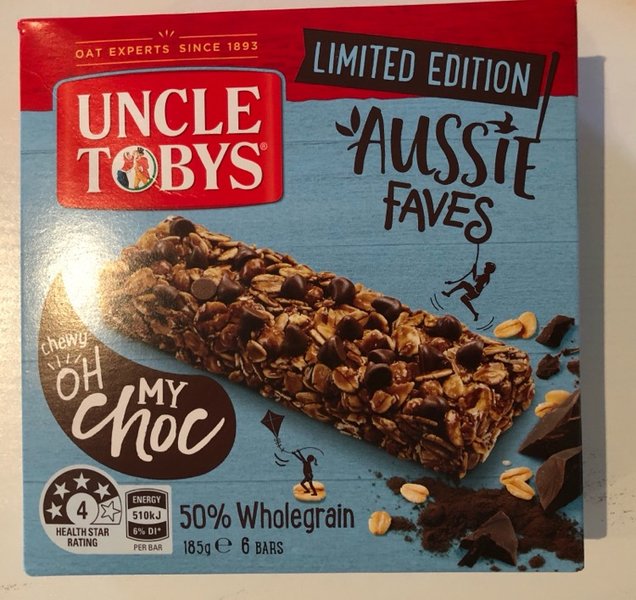 OAT EXPERTS SINCE 1893
UNCLE
TOBYS®
LIMITED EDITION
AUSSIE
FAVES
chewy
OH
MY
choc
4
HEALTH STAR
RATING
ENERGY
510kJ
6% DI*
PER BAR
50% Wholegrain
185g ℮ 6 BARS